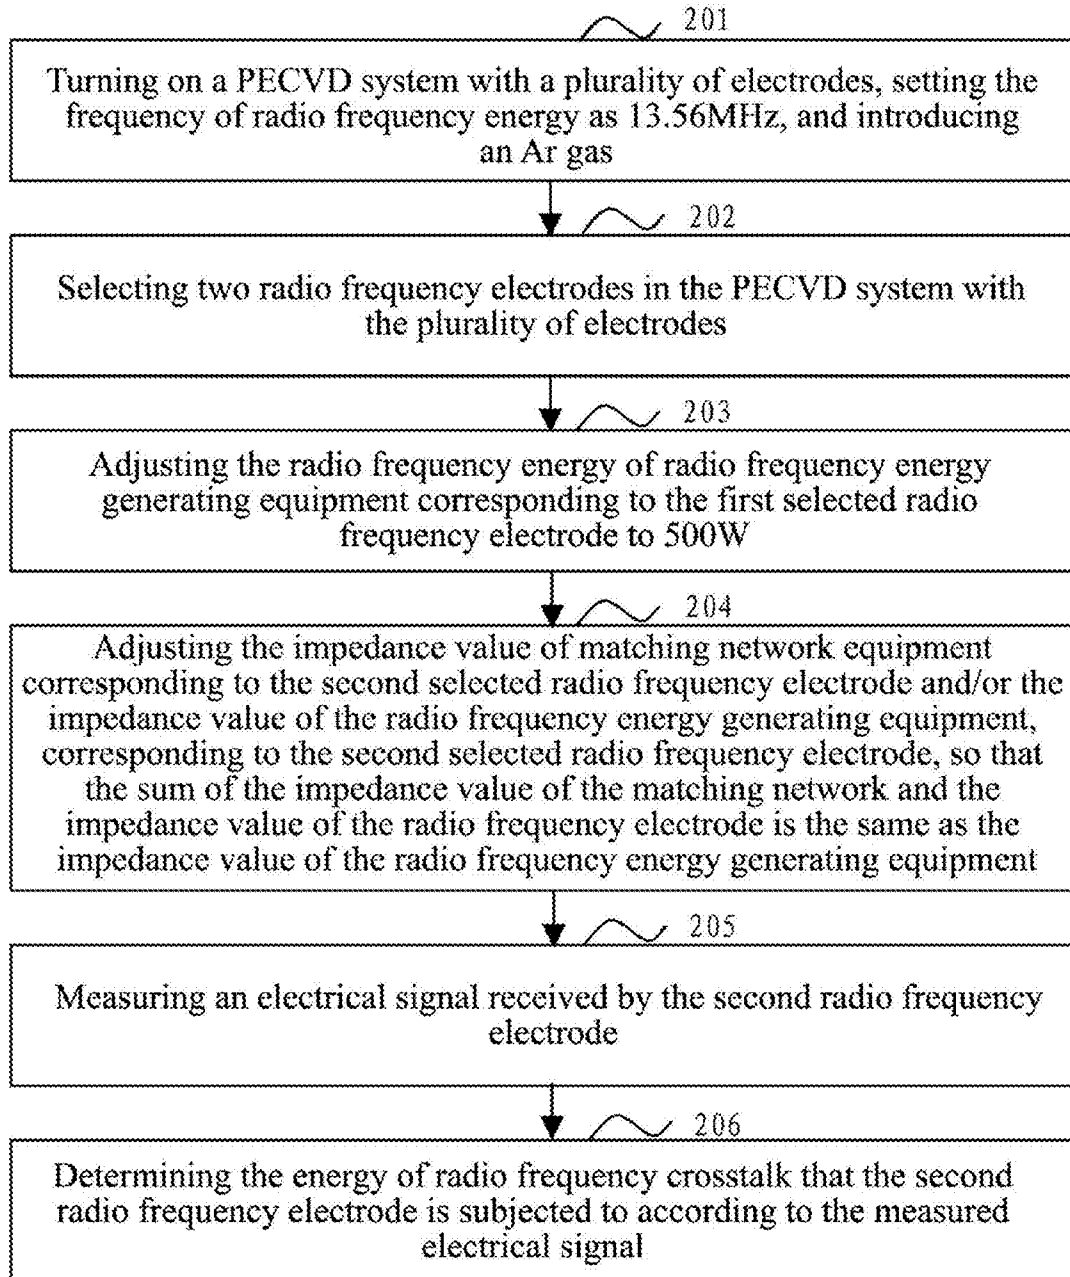 201
Turning on a PECVD system with a plurality of electrodes, setting the
frequency of radio frequency energy as 13.56MHz, and introducing
an Ar gas
202
Selecting two radio frequency electrodes in the PECVD system with
the plurality of electrodes
203
Adjusting the radio frequency energy of radio frequency energy
generating equipment corresponding to the first selected radio
frequency electrode to 500W
204
Adjusting the impedance value of matching network equipment
corresponding to the second selected radio frequency electrode and/or the
impedance value of the radio frequency energy generating equipment,
corresponding to the second selected radio frequency electrode, so that
the sum of the impedance value of the matching network and the
impedance value of the radio frequency electrode is the same as the
impedance value of the radio frequency energy generating equipment
205
Measuring an electrical signal received by the second radio frequency
electrode
206
Determining the energy of radio frequency crosstalk that the second
radio frequency electrode is subjected to according to the measured
electrical signal